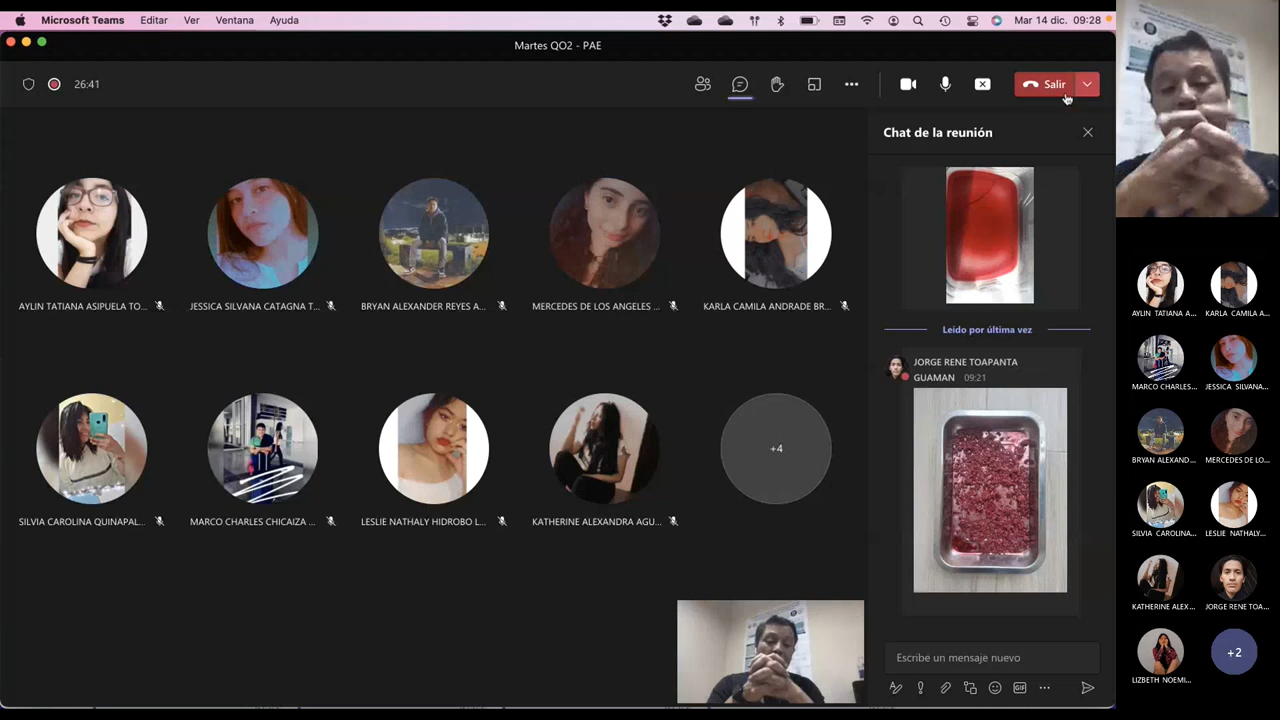 Microsoft Teams Editar Ver Ventana Ayuda
Mar 14 dic. 09:28
Martes QO2 - PAE
26:41
Salir
Chat de la reunión
AYLIN TATIANA ASIPUELA TO...
JESSICA SILVANA CATAGNA T...
BRYAN ALEXANDER REYES A...
MERCEDES DE LOS ANGELES ...
KARLA CAMILA ANDRADE BR...
SILVIA CAROLINA QUINAPAL...
MARCO CHARLES CHICAIZA ...
LESLIE NATHALY HIDROBO L...
KATHERINE ALEXANDRA AGU...
+4
Leído por última vez
JORGE RENE TOAPANTA
GUAMAN 09:21
Escribe un mensaje nuevo
GIF
AYLIN TATIANA A...
KARLA CAMILA A...
MARCO CHARLES...
JESSICA SILVANA...
BRYAN ALEXAND...
MERCEDES DE LO...
SILVIA CAROLINA...
LESLIE NATHALY...
KATHERINE ALEX...
JORGE RENE TOA...
LIZBETH NOEMI...
+2